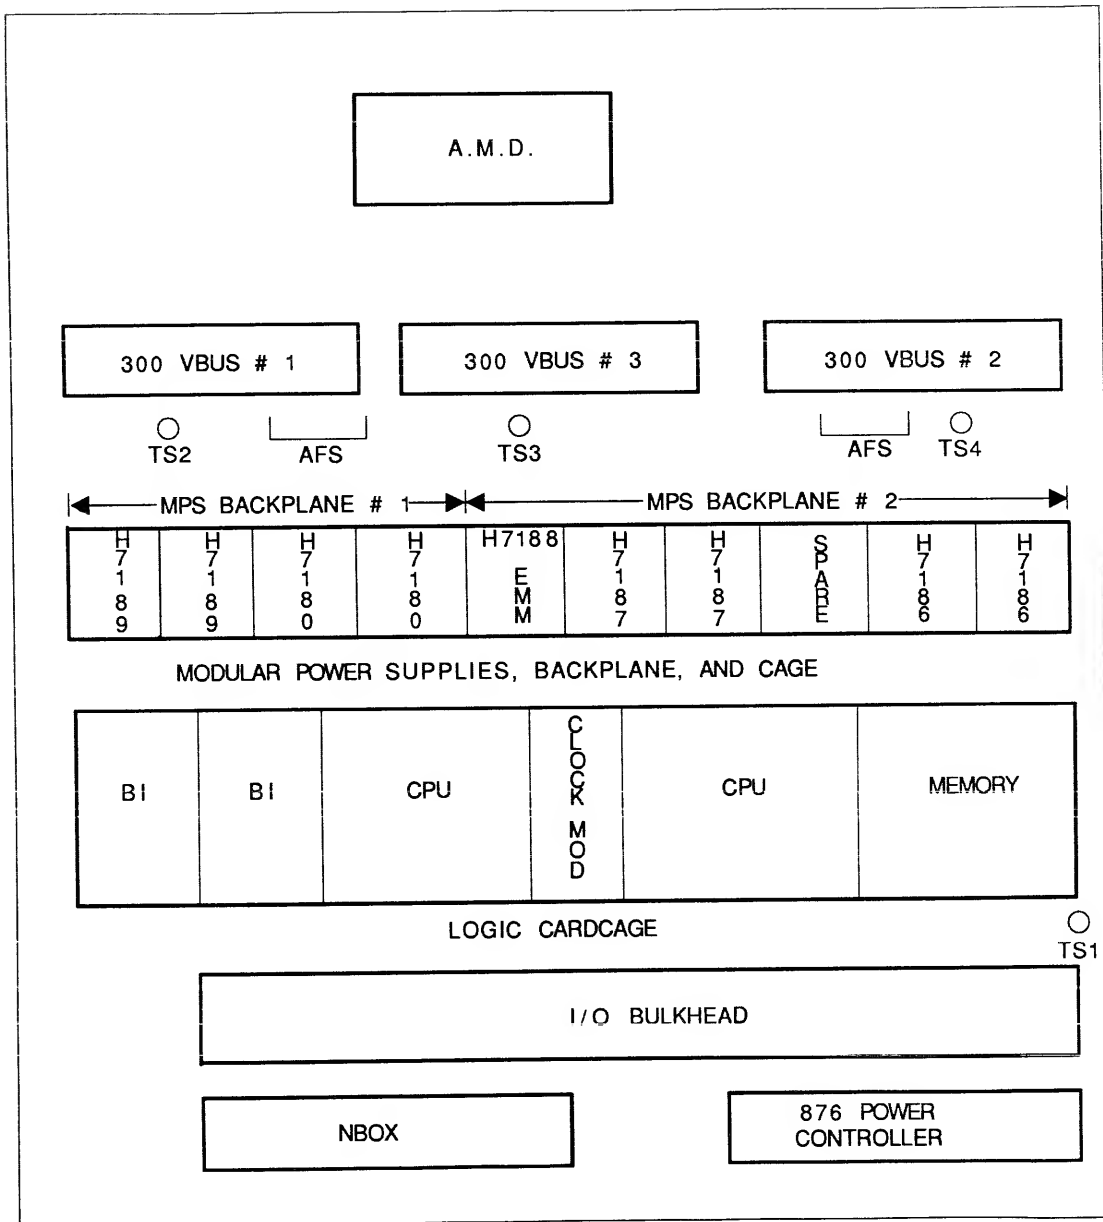 A.M.D.
300 VBUS # 1
300 VBUS # 3
300 VBUS # 2
TS2
AFS
TS3
AFS
TS4
MPS BACKPLANE # 1
MPS BACKPLANE # 2
H7189
H7189
H7180
H7180
H7188
EMM
H7187
H7187
SPARE
H7186
H7186
MODULAR POWER SUPPLIES, BACKPLANE, AND CAGE
BI
BI
CPU
CLOCK MOD
CPU
MEMORY
LOGIC CARDCAGE
TS1
I/O BULKHEAD
NBOX
876 POWER
CONTROLLER